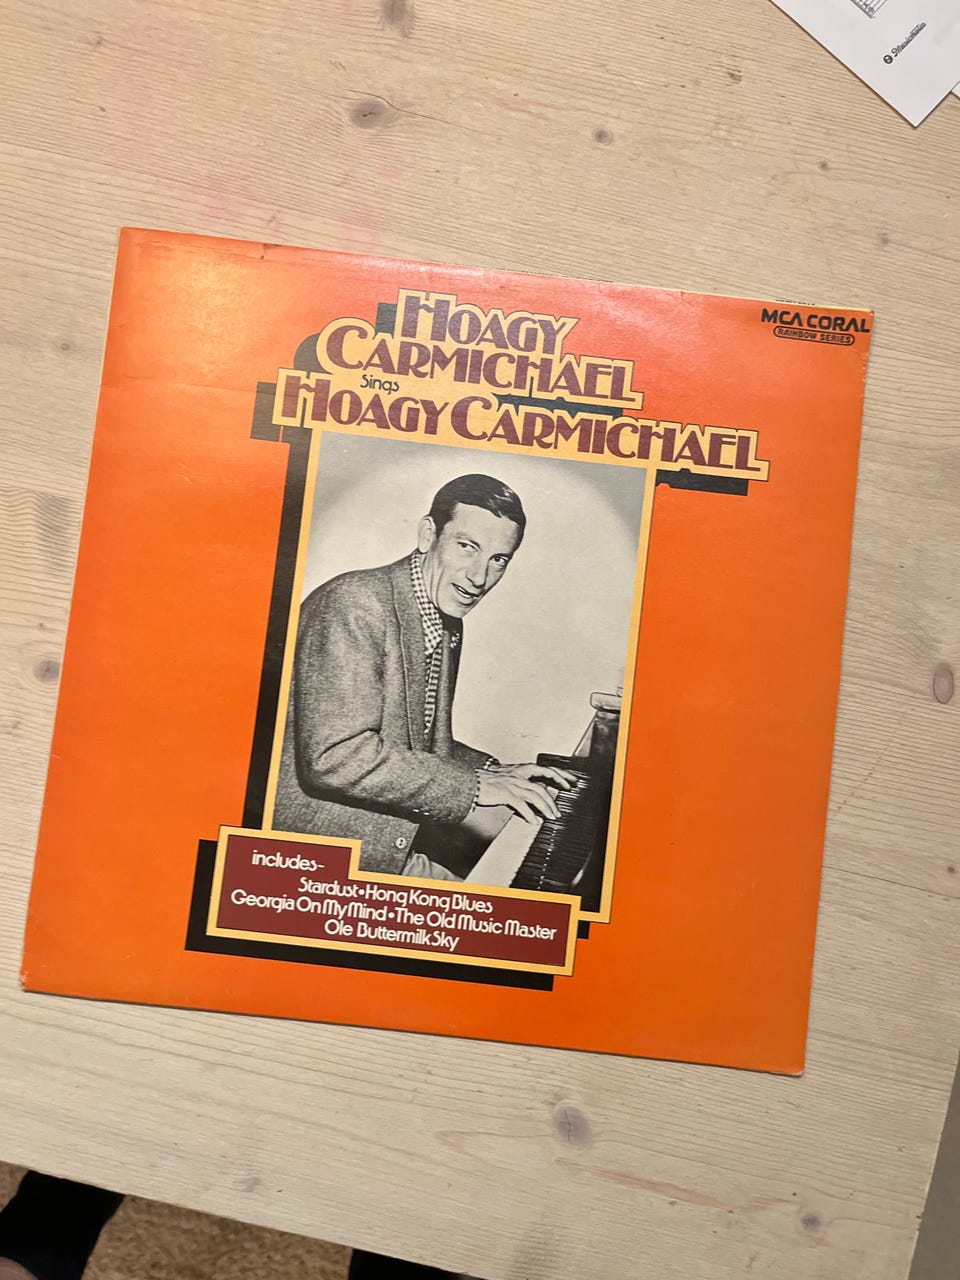 Musicnotes
MCA CORAL
RAINBOW SERIES
HOAGY
CARMICHAEL
Sings
HOAGY CARMICHAEL
includes-
Stardust•Hong Kong Blues
Georgia On My Mind•The Old Music Master
Ole Buttermilk Sky